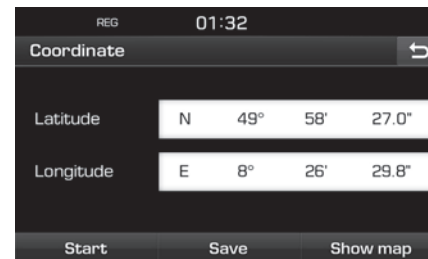 REG 01:32
Coordinate
Latitude N 49° 58' 27.0"
Longitude E 8° 26' 29.8"
Start Save Show map